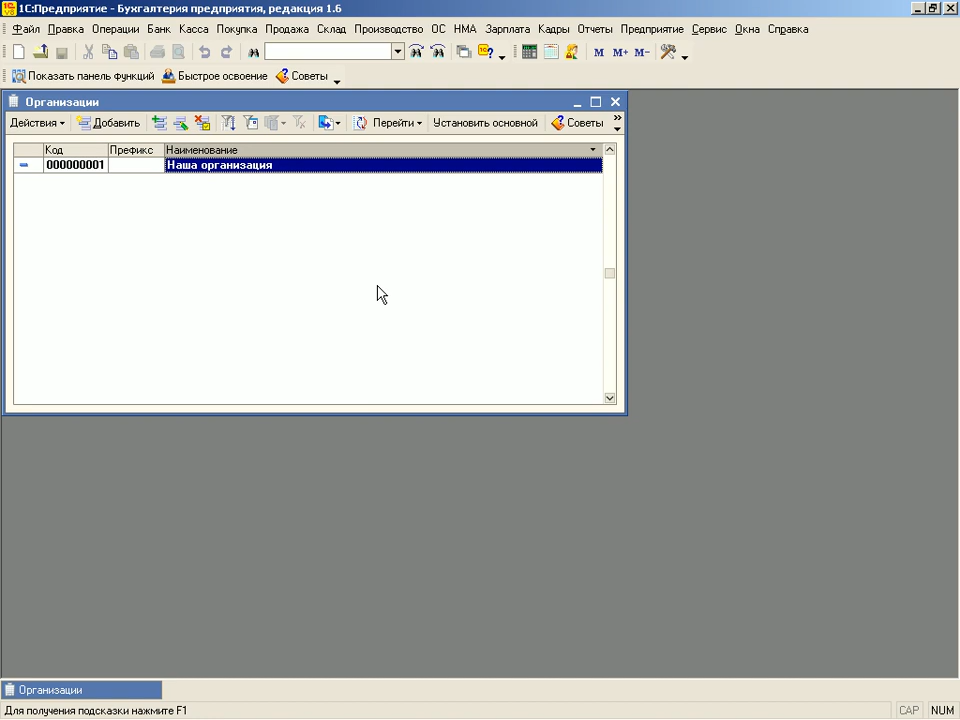 1С:Предприятие - Бухгалтерия предприятия, редакция 1.6
Файл Правка Операции Банк Касса Покупка Продажа Склад Производство ОС НМА Зарплата Кадры Отчеты Предприятие Сервис Окна Справка
M M+ M-
Показать панель функций Быстрое освоение Советы
Организации
Действия Добавить Перейти Установить основной Советы
Код Префикс Наименование
000000001 Наша организация
Организации
Для получения подсказки нажмите F1 CAP NUM